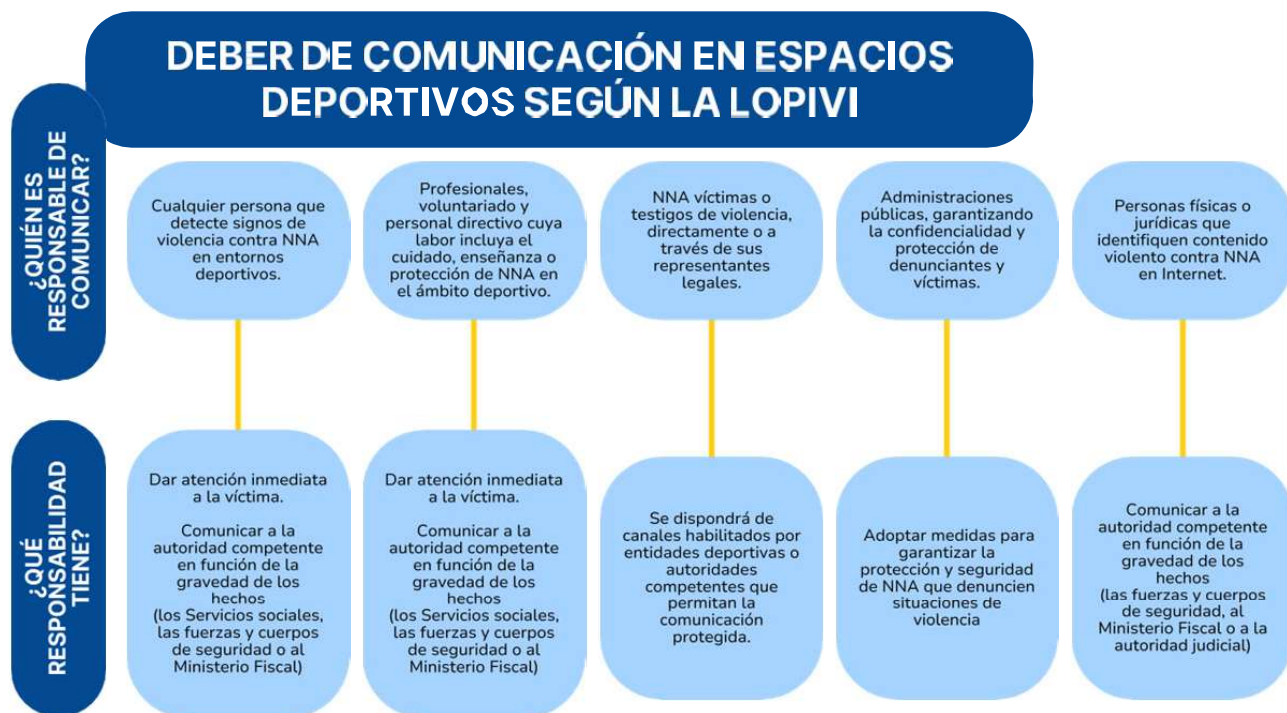 DEBER DE COMUNICACIÓN EN ESPACIOS
DEPORTIVOS SEGÚN LA LOPIVI
¿QUIÉN ES
RESPONSABLE DE
COMUNICAR?
Cualquier persona que
detecte signos de
violencia contra NNA
en entornos
deportivos.
Profesionales,
voluntariado y
personal directivo cuya
labor incluya el
cuidado, enseñanza o
protección de NNA en
el ámbito deportivo.
NNA víctimas o
testigos de violencia,
directamente o a
través de sus
representantes
legales.
Administraciones
públicas, garantizando
la confidencialidad y
protección de
denunciantes y
víctimas.
Personas físicas o
jurídicas que
identifiquen contenido
violento contra NNA
en Internet.
¿QUÉ
RESPONSABILIDAD
TIENE?
Dar atención inmediata
a la víctima.
Comunicar a la
autoridad competente
en función de la
gravedad de los
hechos
(los Servicios sociales,
las fuerzas y cuerpos
de seguridad o al
Ministerio Fiscal)
Dar atención inmediata
a la víctima.
Comunicar a la
autoridad competente
en función de la
gravedad de los
hechos
(los Servicios sociales,
las fuerzas y cuerpos
de seguridad o al
Ministerio Fiscal)
Se dispondrá de
canales habilitados por
entidades deportivas o
autoridades
competentes que
permitan la
comunicación
protegida.
Adoptar medidas para
garantizar la
protección y seguridad
de NNA que denuncien
situaciones de
violencia
Comunicar a la
autoridad competente
en función de la
gravedad de los
hechos
(las fuerzas y cuerpos
de seguridad, al
Ministerio Fiscal o a la
autoridad judicial)